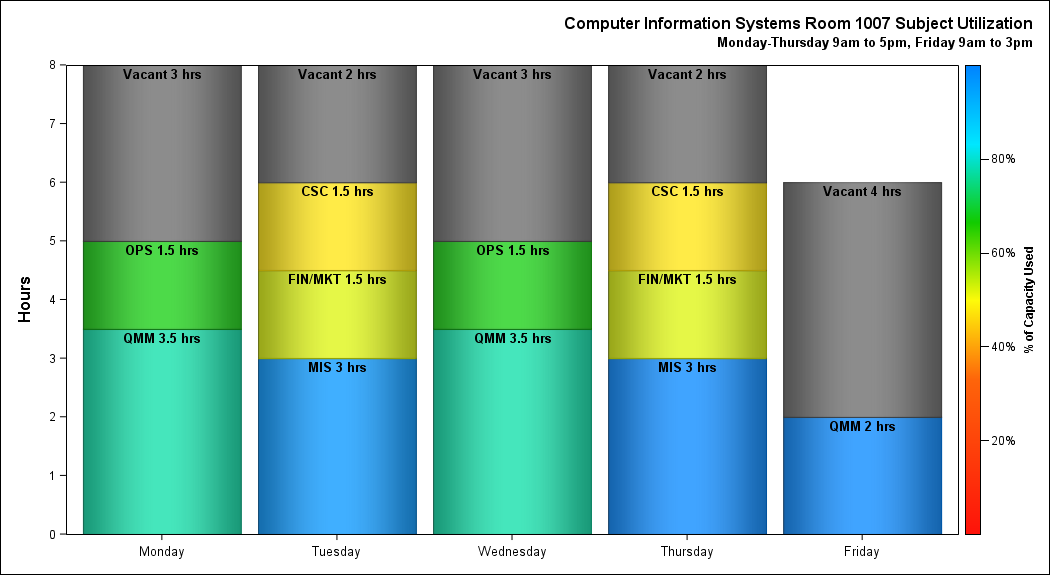 Computer Information Systems Room 1007 Subject Utilization
Monday-Thursday 9am to 5pm, Friday 9am to 3pm
Hours
8
7
6
5
4
3
2
1
0
Vacant 3 hrs
OPS 1.5 hrs
QMM 3.5 hrs
Vacant 2 hrs
CSC 1.5 hrs
FIN/MKT 1.5 hrs
MIS 3 hrs
Vacant 3 hrs
OPS 1.5 hrs
QMM 3.5 hrs
Vacant 2 hrs
CSC 1.5 hrs
FIN/MKT 1.5 hrs
MIS 3 hrs
Vacant 4 hrs
QMM 2 hrs
Monday
Tuesday
Wednesday
Thursday
Friday
80%
60%
40%
20%
% of Capacity Used